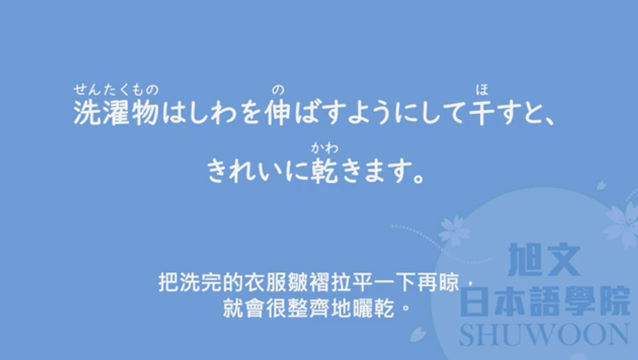 せんたくもの の ほ
洗濯物はしわを伸ばすようにして干すと、
かわ
きれいに乾きます。
把洗完的衣服皺褶拉平一下再晾，
就會很整齊地曬乾。
旭文
日本語學院
SHUWOON